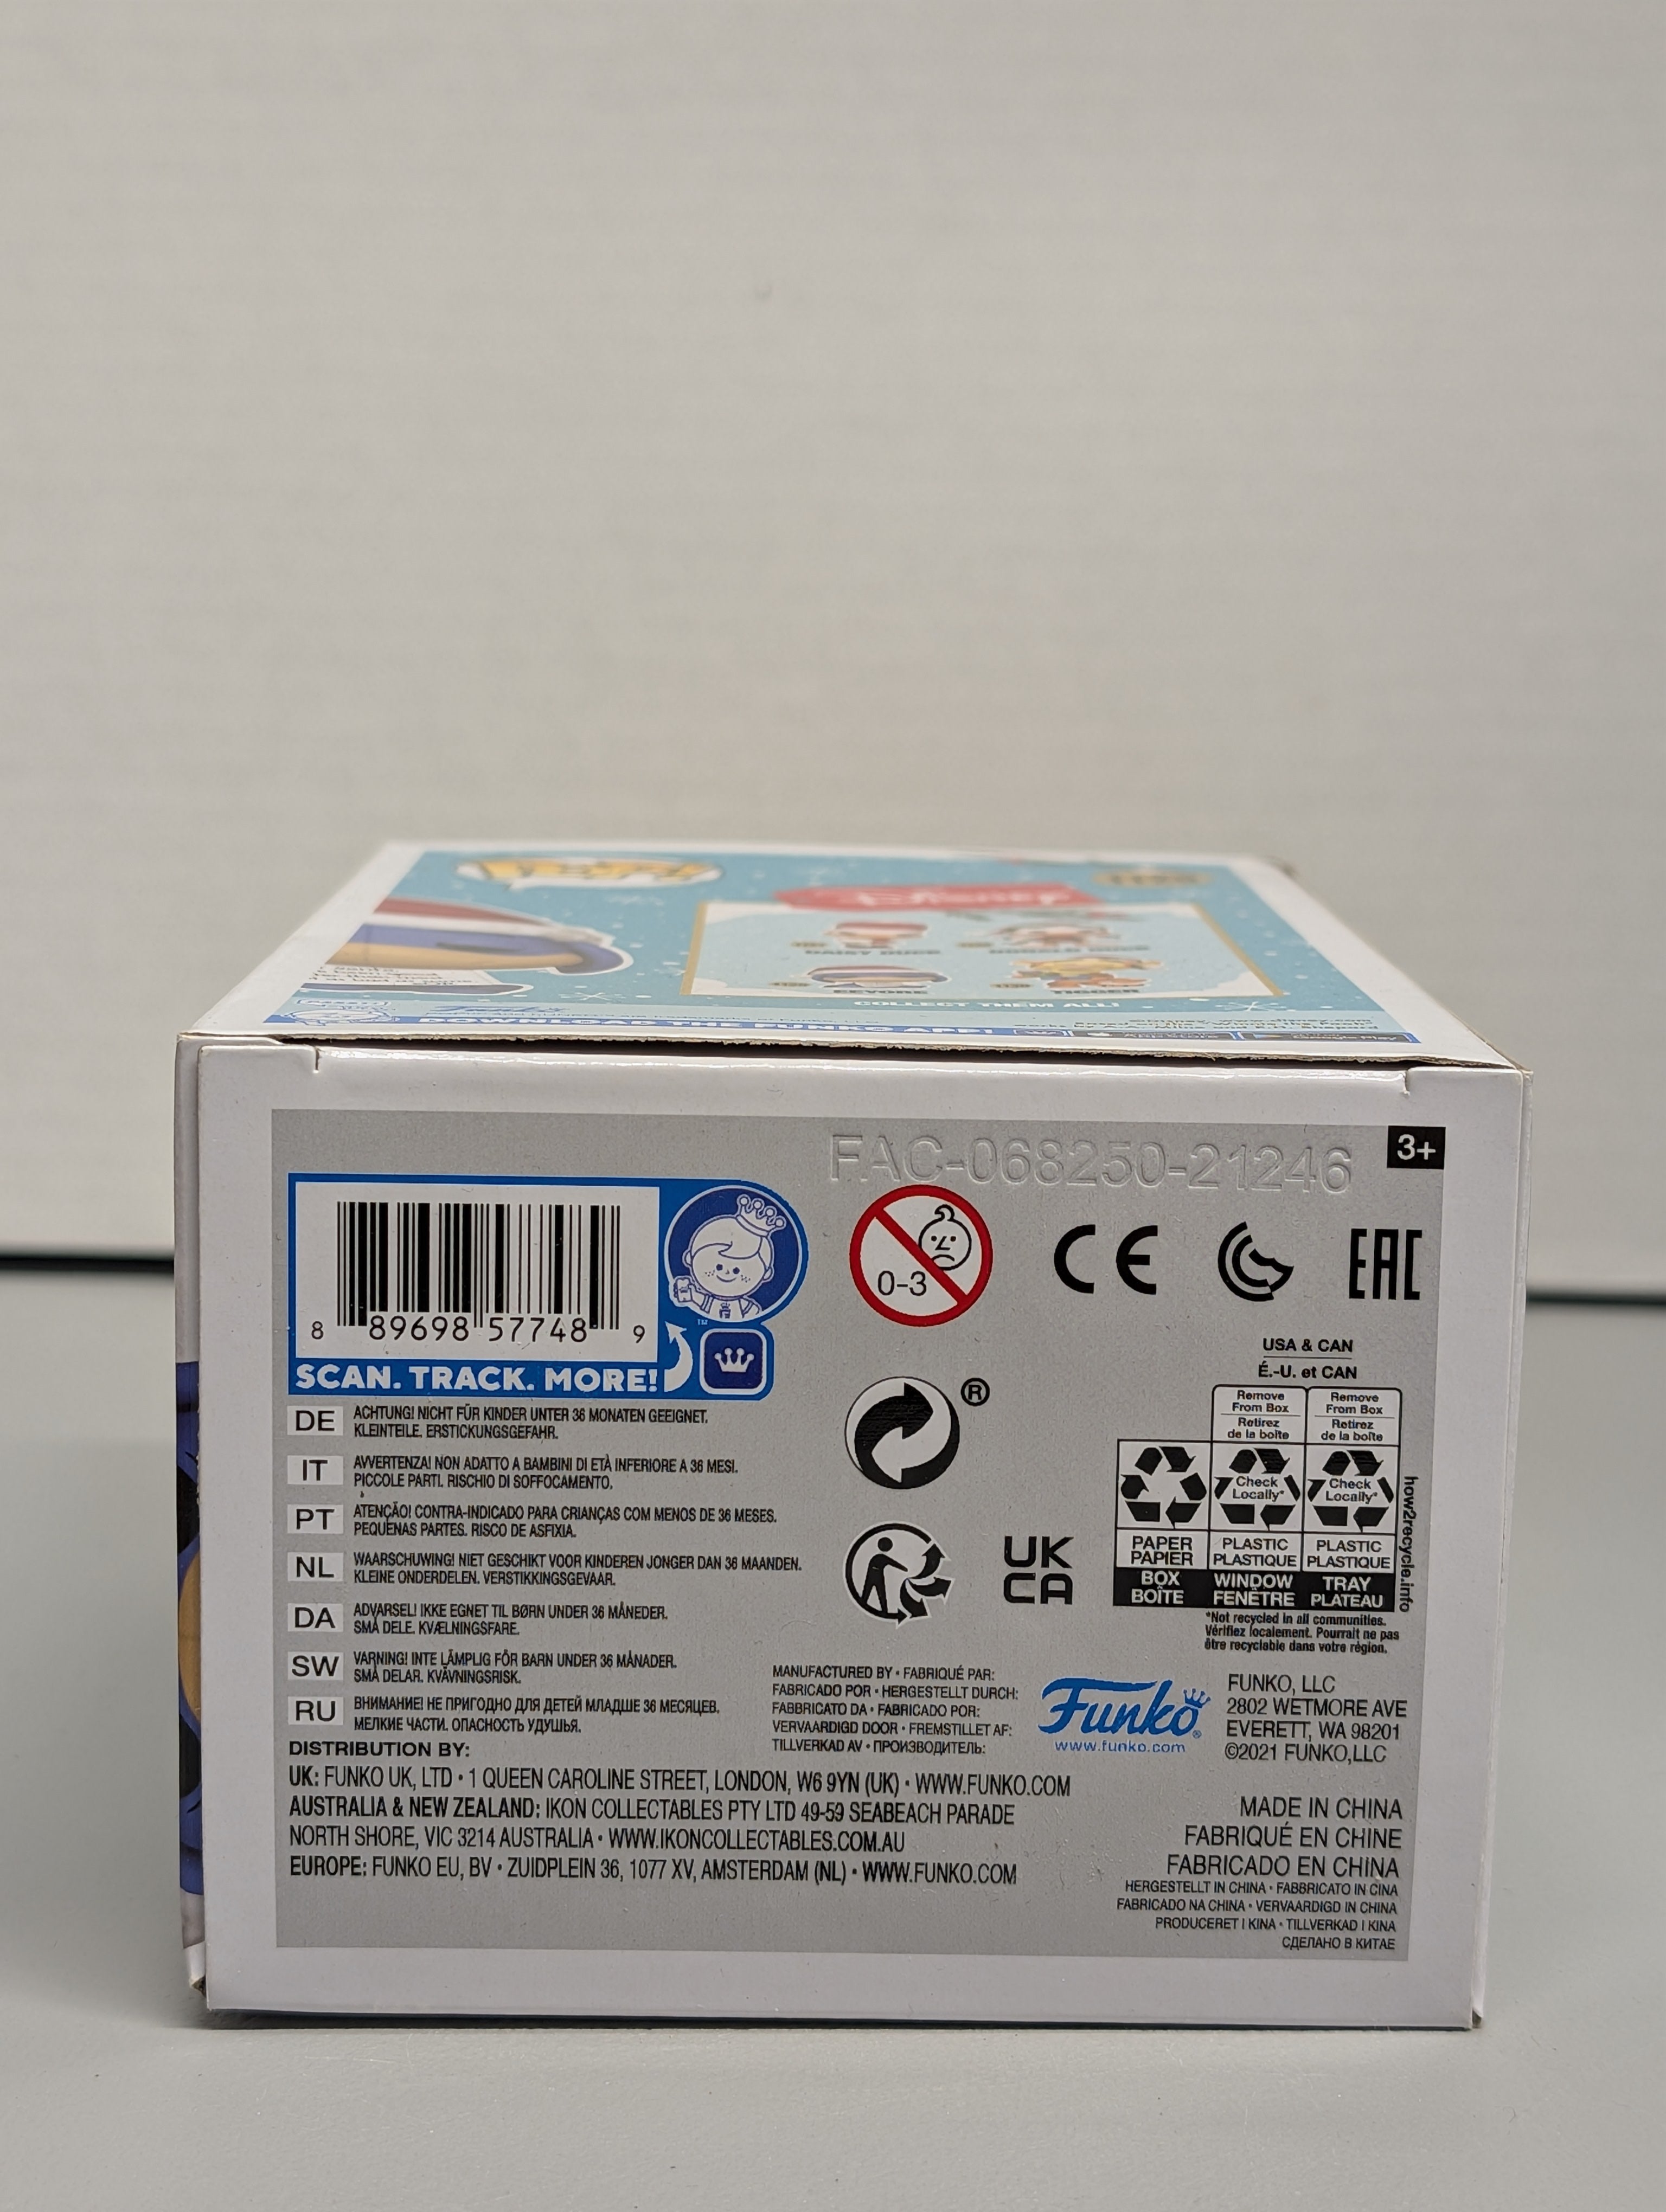 Disney
DAISY DUCK
EEYORE
TIGGER
COLLECT THEM ALL!
DOWNLOAD THE FUNKO APP!
FAC-068250-21246
3+
8 89698 57748 9
™
SCAN. TRACK. MORE!
0-3
CE
EAC
DE ACHTUNG! NICHT FÜR KINDER UNTER 36 MONATEN GEEIGNET.
KLEINTEILE. ERSTICKUNGSGEFAHR.
IT AVVERTENZA! NON ADATTO A BAMBINI DI ETÀ INFERIORE A 36 MESI.
PICCOLE PARTI. RISCHIO DI SOFFOCAMENTO.
PT ATENÇÃO! CONTRA-INDICADO PARA CRIANÇAS COM MENOS DE 36 MESES.
PEQUENAS PARTES. RISCO DE ASFIXIA.
NL WAARSCHUWING! NIET GESCHIKT VOOR KINDEREN JONGER DAN 36 MAANDEN.
KLEINE ONDERDELEN. VERSTIKKINGSGEVAAR.
DA ADVARSEL! IKKE EGNET TIL BØRN UNDER 36 MÅNEDER.
SMÅ DELE. KVÆLNINGSFARE.
SW VARNING! INTE LÄMPLIG FÖR BARN UNDER 36 MÅNADER.
SMÅ DELAR. KVÄVNINGSRISK.
RU ВНИМАНИЕ! НЕ ПРИГОДНО ДЛЯ ДЕТЕЙ МЛАДШЕ 36 МЕСЯЦЕВ.
МЕЛКИЕ ЧАСТИ. ОПАСНОСТЬ УДУШЬЯ.
®
UK
CA
USA & CAN
É.-U. et CAN
Remove
From Box
Retirez
de la boîte
Remove
From Box
Retirez
de la boîte
Check
Locally*
Check
Locally*
PAPER
PAPIER
PLASTIC
PLASTIQUE
PLASTIC
PLASTIQUE
BOX
BOÎTE
WINDOW
FENÊTRE
TRAY
PLATEAU
how2recycle.info
*Not recycled in all communities.
Vérifiez localement. Pourrait ne pas
être recyclable dans votre région.
MANUFACTURED BY • FABRIQUÉ PAR:
FABRICADO POR • HERGESTELLT DURCH:
FABBRICATO DA • FABRICADO POR:
VERVAARDIGD DOOR • FREMSTILLET AF:
TILLVERKAD AV • ПРОИЗВОДИТЕЛЬ:
Funko®
www.funko.com
FUNKO, LLC
2802 WETMORE AVE
EVERETT, WA 98201
©2021 FUNKO,LLC
DISTRIBUTION BY:
UK: FUNKO UK, LTD • 1 QUEEN CAROLINE STREET, LONDON, W6 9YN (UK) • WWW.FUNKO.COM
AUSTRALIA & NEW ZEALAND: IKON COLLECTABLES PTY LTD 49-59 SEABEACH PARADE
NORTH SHORE, VIC 3214 AUSTRALIA • WWW.IKONCOLLECTABLES.COM.AU
EUROPE: FUNKO EU, BV • ZUIDPLEIN 36, 1077 XV, AMSTERDAM (NL) • WWW.FUNKO.COM
MADE IN CHINA
FABRIQUÉ EN CHINE
FABRICADO EN CHINA
HERGESTELLT IN CHINA • FABBRICATO IN CINA
FABRICADO NA CHINA • VERVAARDIGD IN CHINA
PRODUCERET I KINA • TILLVERKAD I KINA
СДЕЛАНО В КИТАЕ